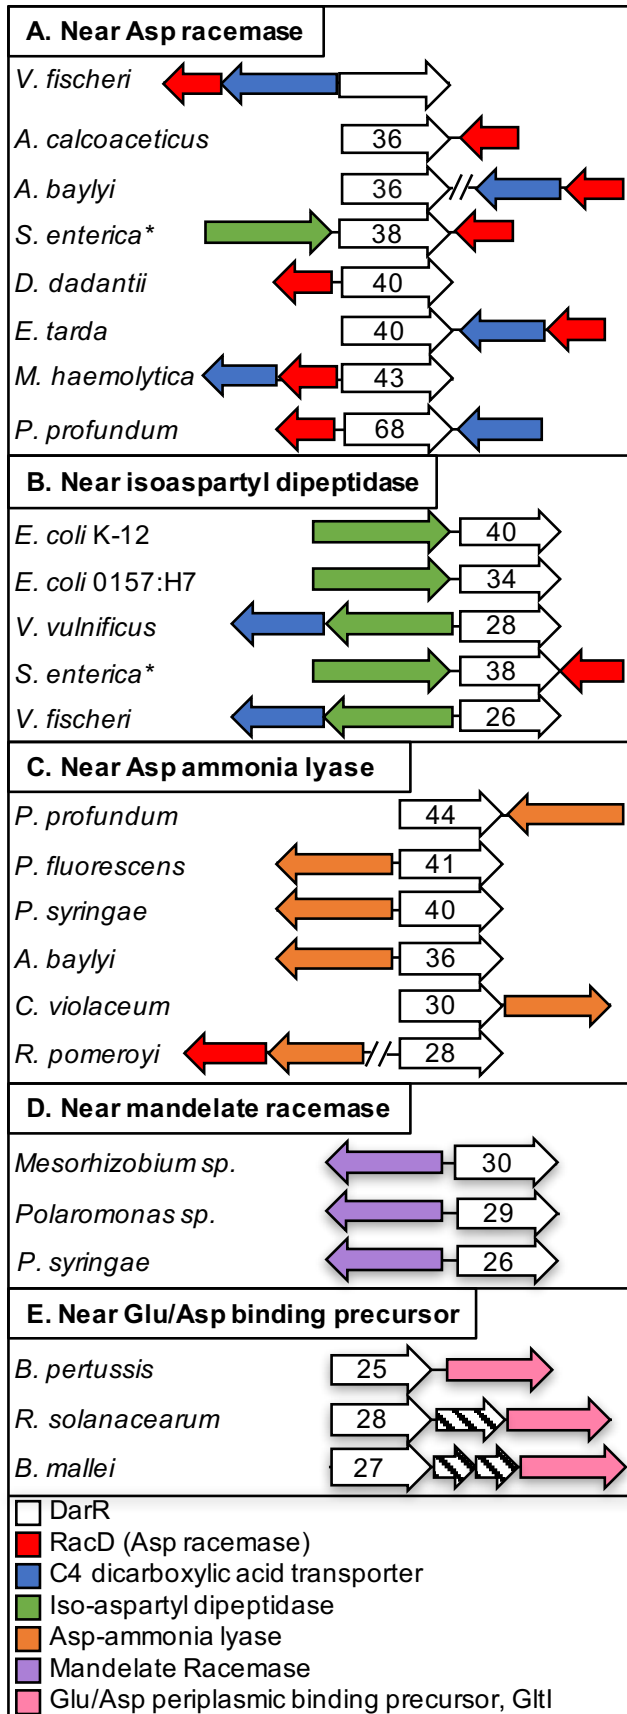 A. Near Asp racemase
V. fischeri
A. calcoaceticus 36
A. baylyi 36 //
S. enterica* 38
D. dadantii 40
E. tarda 40
M. haemolytica 43
P. profundum 68
B. Near isoaspartyl dipeptidase
E. coli K-12 40
E. coli 0157:H7 34
V. vulnificus 28
S. enterica* 38
V. fischeri 26
C. Near Asp ammonia lyase
P. profundum 44
P. fluorescens 41
P. syringae 40
A. baylyi 36
C. violaceum 30
R. pomeroyi // 28
D. Near mandelate racemase
Mesorhizobium sp. 30
Polaromonas sp. 29
P. syringae 26
E. Near Glu/Asp binding precursor
B. pertussis 25
R. solanacearum 28
B. mallei 27
DarR
RacD (Asp racemase)
C4 dicarboxylic acid transporter
Iso-aspartyl dipeptidase
Asp-ammonia lyase
Mandelate Racemase
Glu/Asp periplasmic binding precursor, GltI